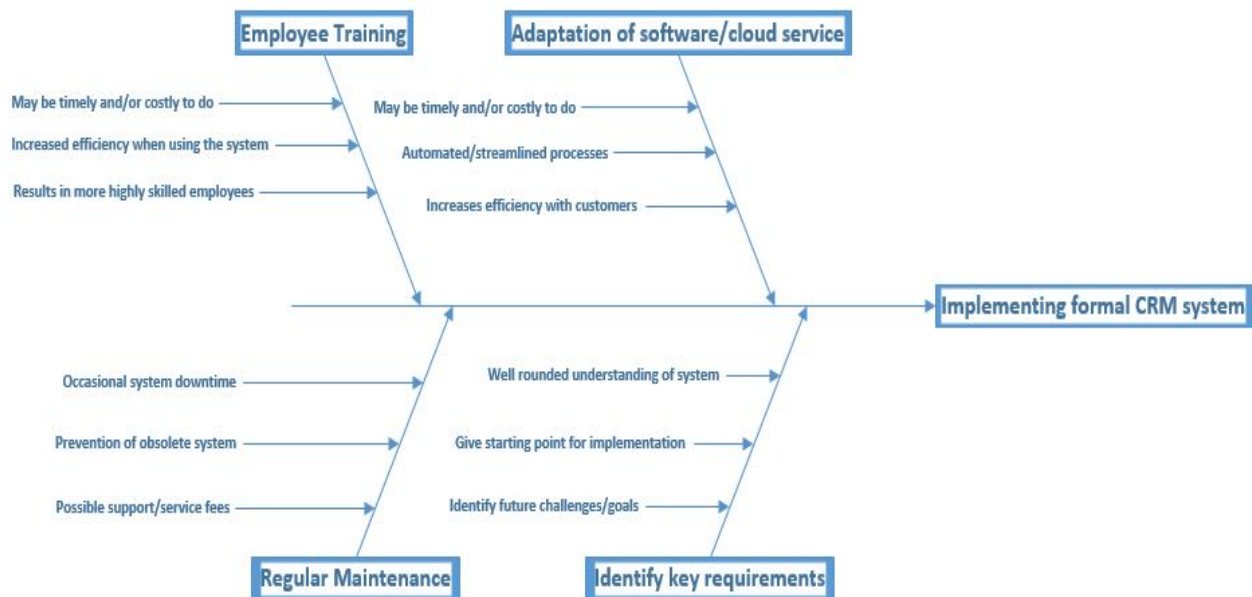 Employee Training
Adaptation of software/cloud service
May be timely and/or costly to do
Increased efficiency when using the system
Results in more highly skilled employees
May be timely and/or costly to do
Automated/streamlined processes
Increases efficiency with customers
Implementing formal CRM system
Occasional system downtime
Prevention of obsolete system
Possible support/service fees
Well rounded understanding of system
Give starting point for implementation
Identify future challenges/goals
Regular Maintenance
Identify key requirements